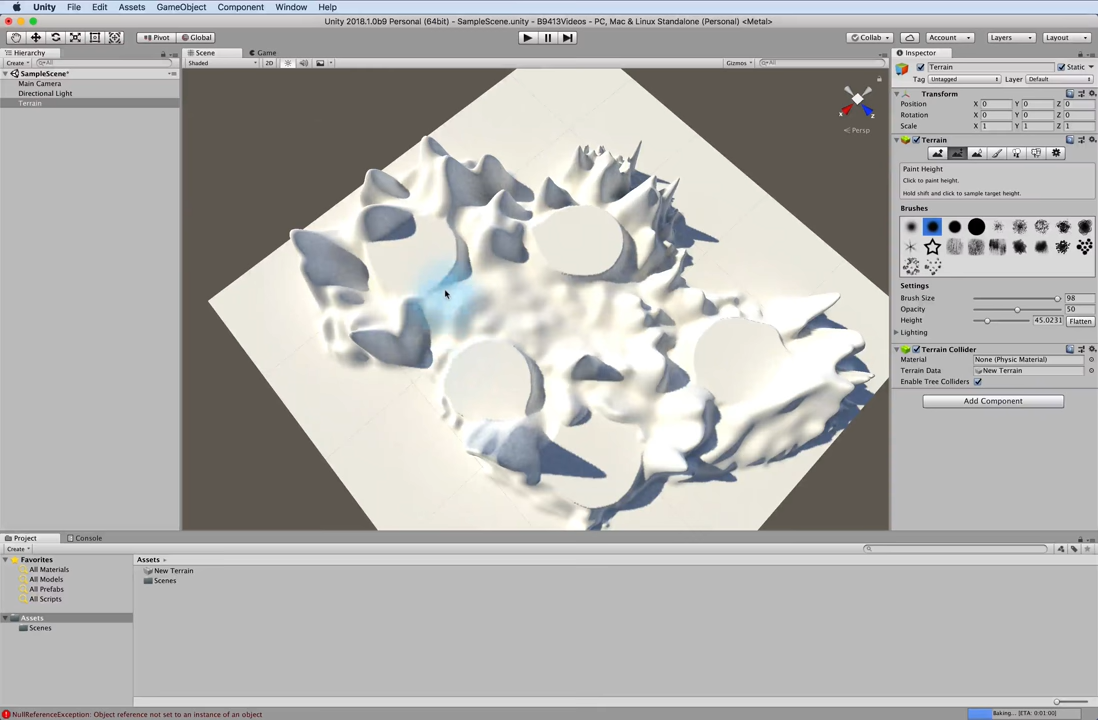 Unity File Edit Assets GameObject Component Window Help
Unity 2018.1.0b9 Personal (64bit) - SampleScene.unity - B9413Videos - PC, Mac & Linux Standalone (Personal) <Metal>
Pivot Global Collab Account Layers Layout
Hierarchy
Create All
SampleScene*
Main Camera
Directional Light
Terrain
Scene Game
Shaded 2D Gizmos All
x z
Persp
Inspector
Terrain Static
Tag Untagged Layer Default
Transform
Position X 0 Y 0 Z 0
Rotation X 0 Y 0 Z 0
Scale X 1 Y 1 Z 1
Terrain
Paint Height
Click to paint height.
Hold shift and click to sample target height.
Brushes
Settings
Brush Size 98
Opacity 50
Height 45.0231 Flatten
Lighting
Terrain Collider
Material None (Physic Material)
Terrain Data New Terrain
Enable Tree Colliders
Add Component
Project Console
Create
Favorites
All Materials
All Models
All Prefabs
All Scripts
Assets
Scenes
Assets
New Terrain
Scenes
NullReferenceException: Object reference not set to an instance of an object
Baking... [ETA: 0:01:00]